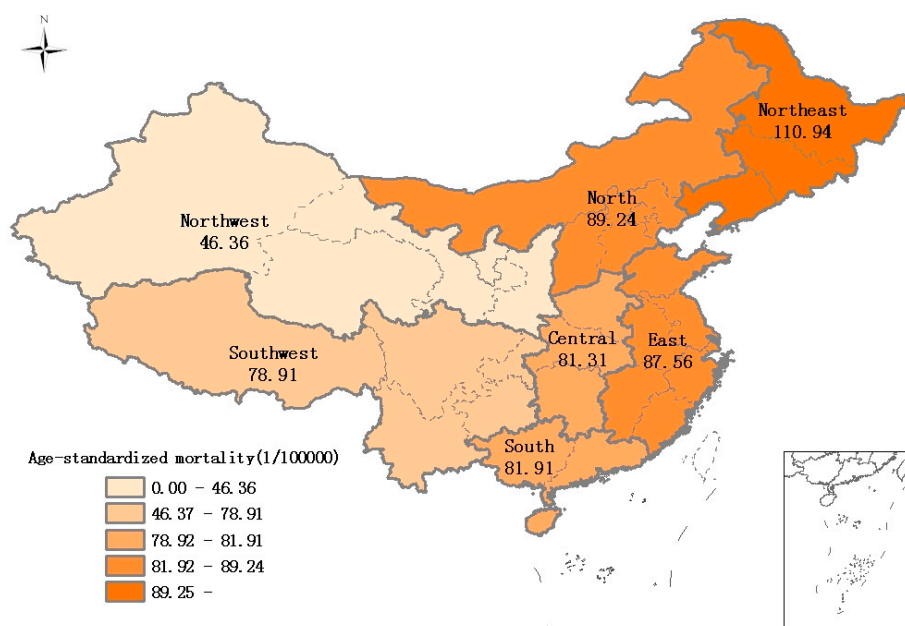 N
Northeast
110.94
North
89.24
Northwest
46.36
Central
81.31
East
87.56
Southwest
78.91
South
81.91
Age-standardized mortality(1/100000)
0.00 - 46.36
46.37 - 78.91
78.92 - 81.91
81.92 - 89.24
89.25 -